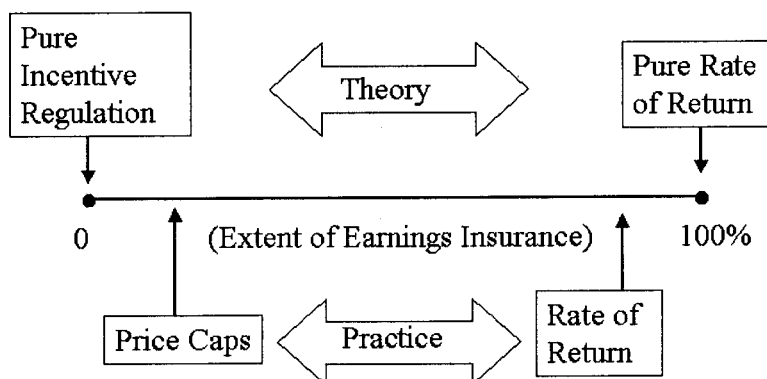 Pure
Incentive
Regulation
Theory
Pure Rate
of Return
0
(Extent of Earnings Insurance)
100%
Price Caps
Practice
Rate of
Return